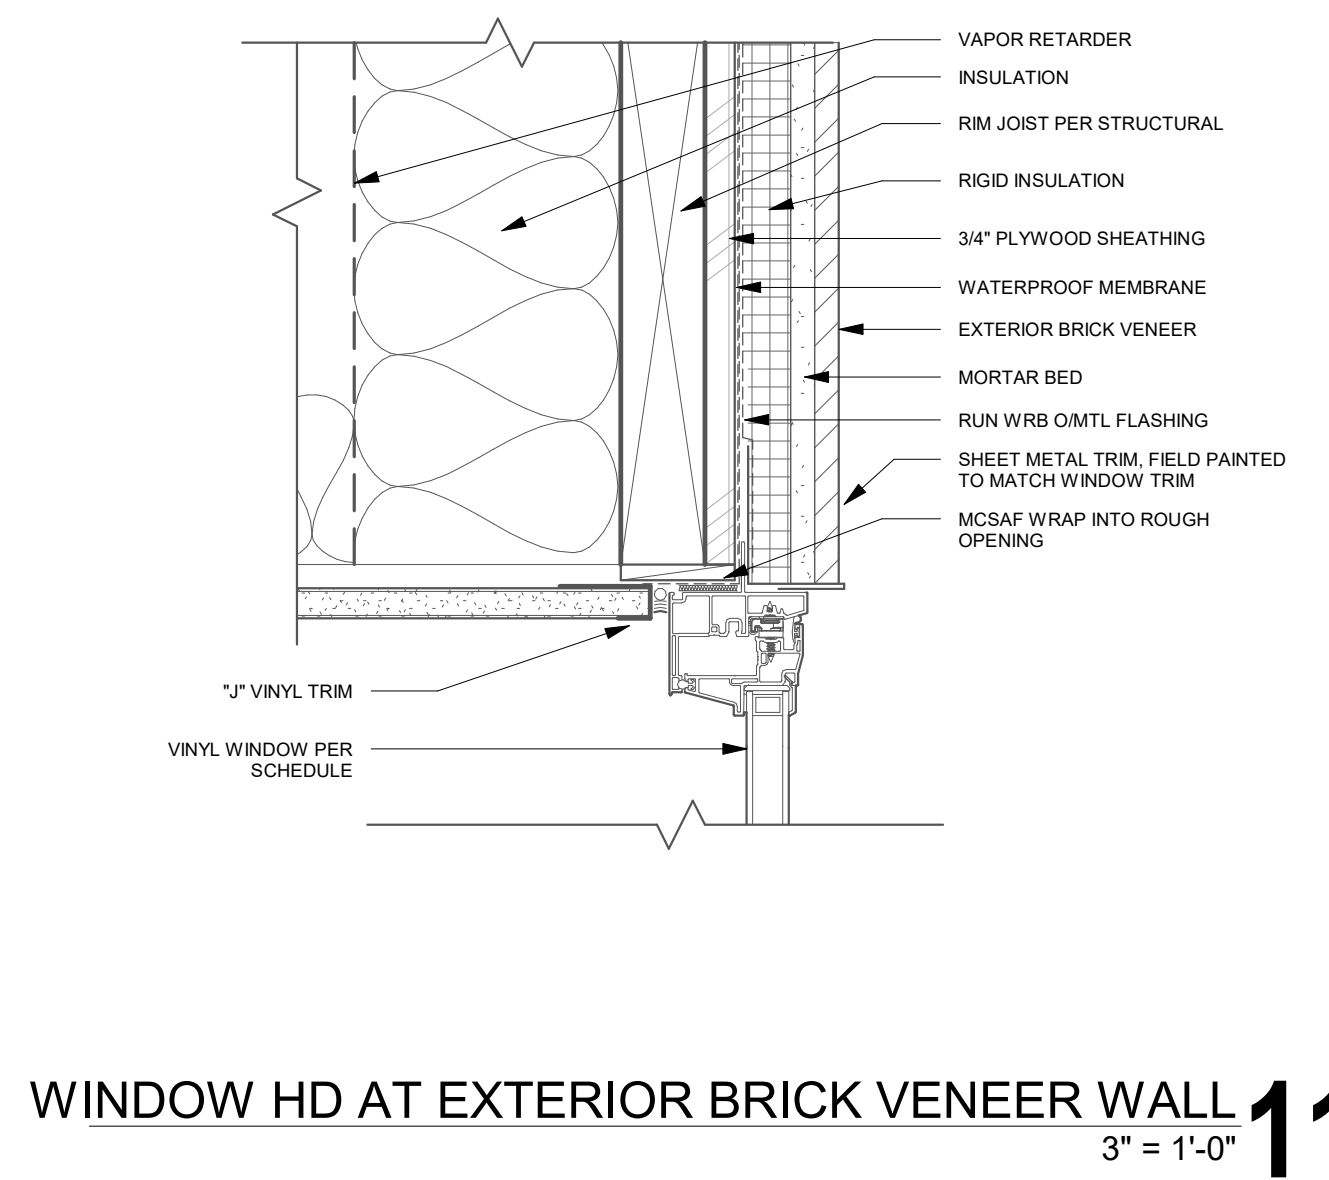 VAPOR RETARDER
INSULATION
RIM JOIST PER STRUCTURAL
RIGID INSULATION
3/4" PLYWOOD SHEATHING
WATERPROOF MEMBRANE
EXTERIOR BRICK VENEER
MORTAR BED
RUN WRB O/MTL FLASHING
SHEET METAL TRIM, FIELD PAINTED
TO MATCH WINDOW TRIM
MCSAF WRAP INTO ROUGH
OPENING
"J" VINYL TRIM
VINYL WINDOW PER
SCHEDULE
WINDOW HD AT EXTERIOR BRICK VENEER WALL
3" = 1'-0"